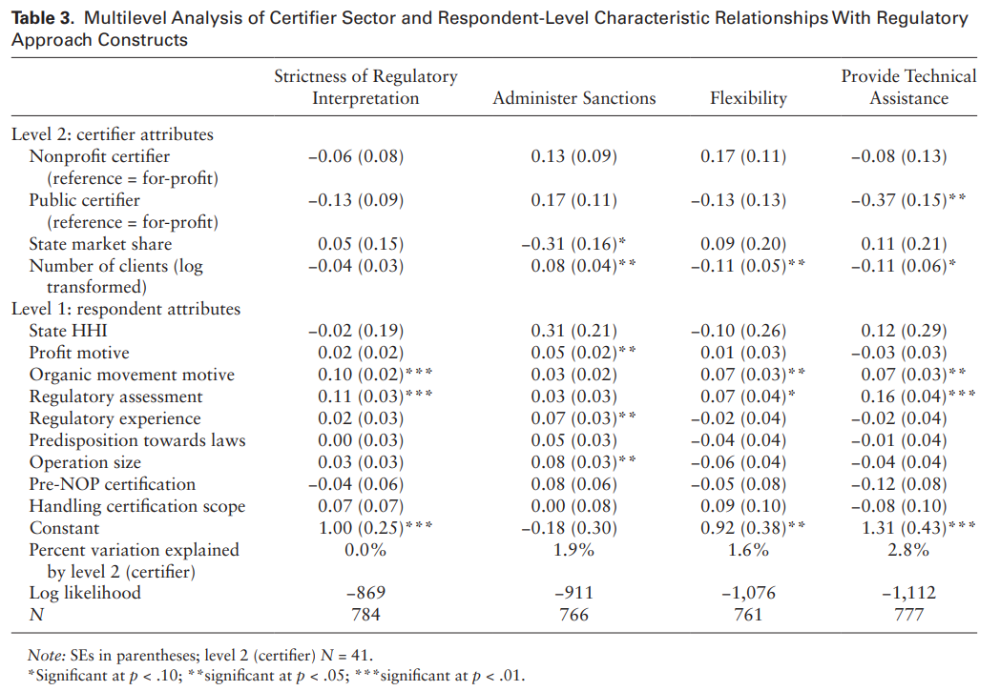 Table 3. Multilevel Analysis of Certifier Sector and Respondent-Level Characteristic Relationships With Regulatory
Approach Constructs
Strictness of Regulatory Interpretation Administer Sanctions Flexibility Provide Technical Assistance
Level 2: certifier attributes
Nonprofit certifier −0.06 (0.08) 0.13 (0.09) 0.17 (0.11) −0.08 (0.13)
(reference = for-profit)
Public certifier −0.13 (0.09) 0.17 (0.11) −0.13 (0.13) −0.37 (0.15)**
(reference = for-profit)
State market share 0.05 (0.15) −0.31 (0.16)* 0.09 (0.20) 0.11 (0.21)
Number of clients (log −0.04 (0.03) 0.08 (0.04)** −0.11 (0.05)** −0.11 (0.06)*
transformed)
Level 1: respondent attributes
State HHI −0.02 (0.19) 0.31 (0.21) −0.10 (0.26) 0.12 (0.29)
Profit motive 0.02 (0.02) 0.05 (0.02)** 0.01 (0.03) −0.03 (0.03)
Organic movement motive 0.10 (0.02)*** 0.03 (0.02) 0.07 (0.03)** 0.07 (0.03)**
Regulatory assessment 0.11 (0.03)*** 0.03 (0.03) 0.07 (0.04)* 0.16 (0.04)***
Regulatory experience 0.02 (0.03) 0.07 (0.03)** −0.02 (0.04) −0.02 (0.04)
Predisposition towards laws 0.00 (0.03) 0.05 (0.03) −0.04 (0.04) −0.01 (0.04)
Operation size 0.03 (0.03) 0.08 (0.03)** −0.06 (0.04) −0.04 (0.04)
Pre-NOP certification −0.04 (0.06) 0.08 (0.06) −0.05 (0.08) −0.12 (0.08)
Handling certification scope 0.07 (0.07) 0.00 (0.08) 0.09 (0.10) −0.08 (0.10)
Constant 1.00 (0.25)*** −0.18 (0.30) 0.92 (0.38)** 1.31 (0.43)***
Percent variation explained 0.0% 1.9% 1.6% 2.8%
by level 2 (certifier)
Log likelihood −869 −911 −1,076 −1,112
N 784 766 761 777
Note: SEs in parentheses; level 2 (certifier) N = 41.
*Significant at p < .10; **significant at p < .05; ***significant at p < .01.